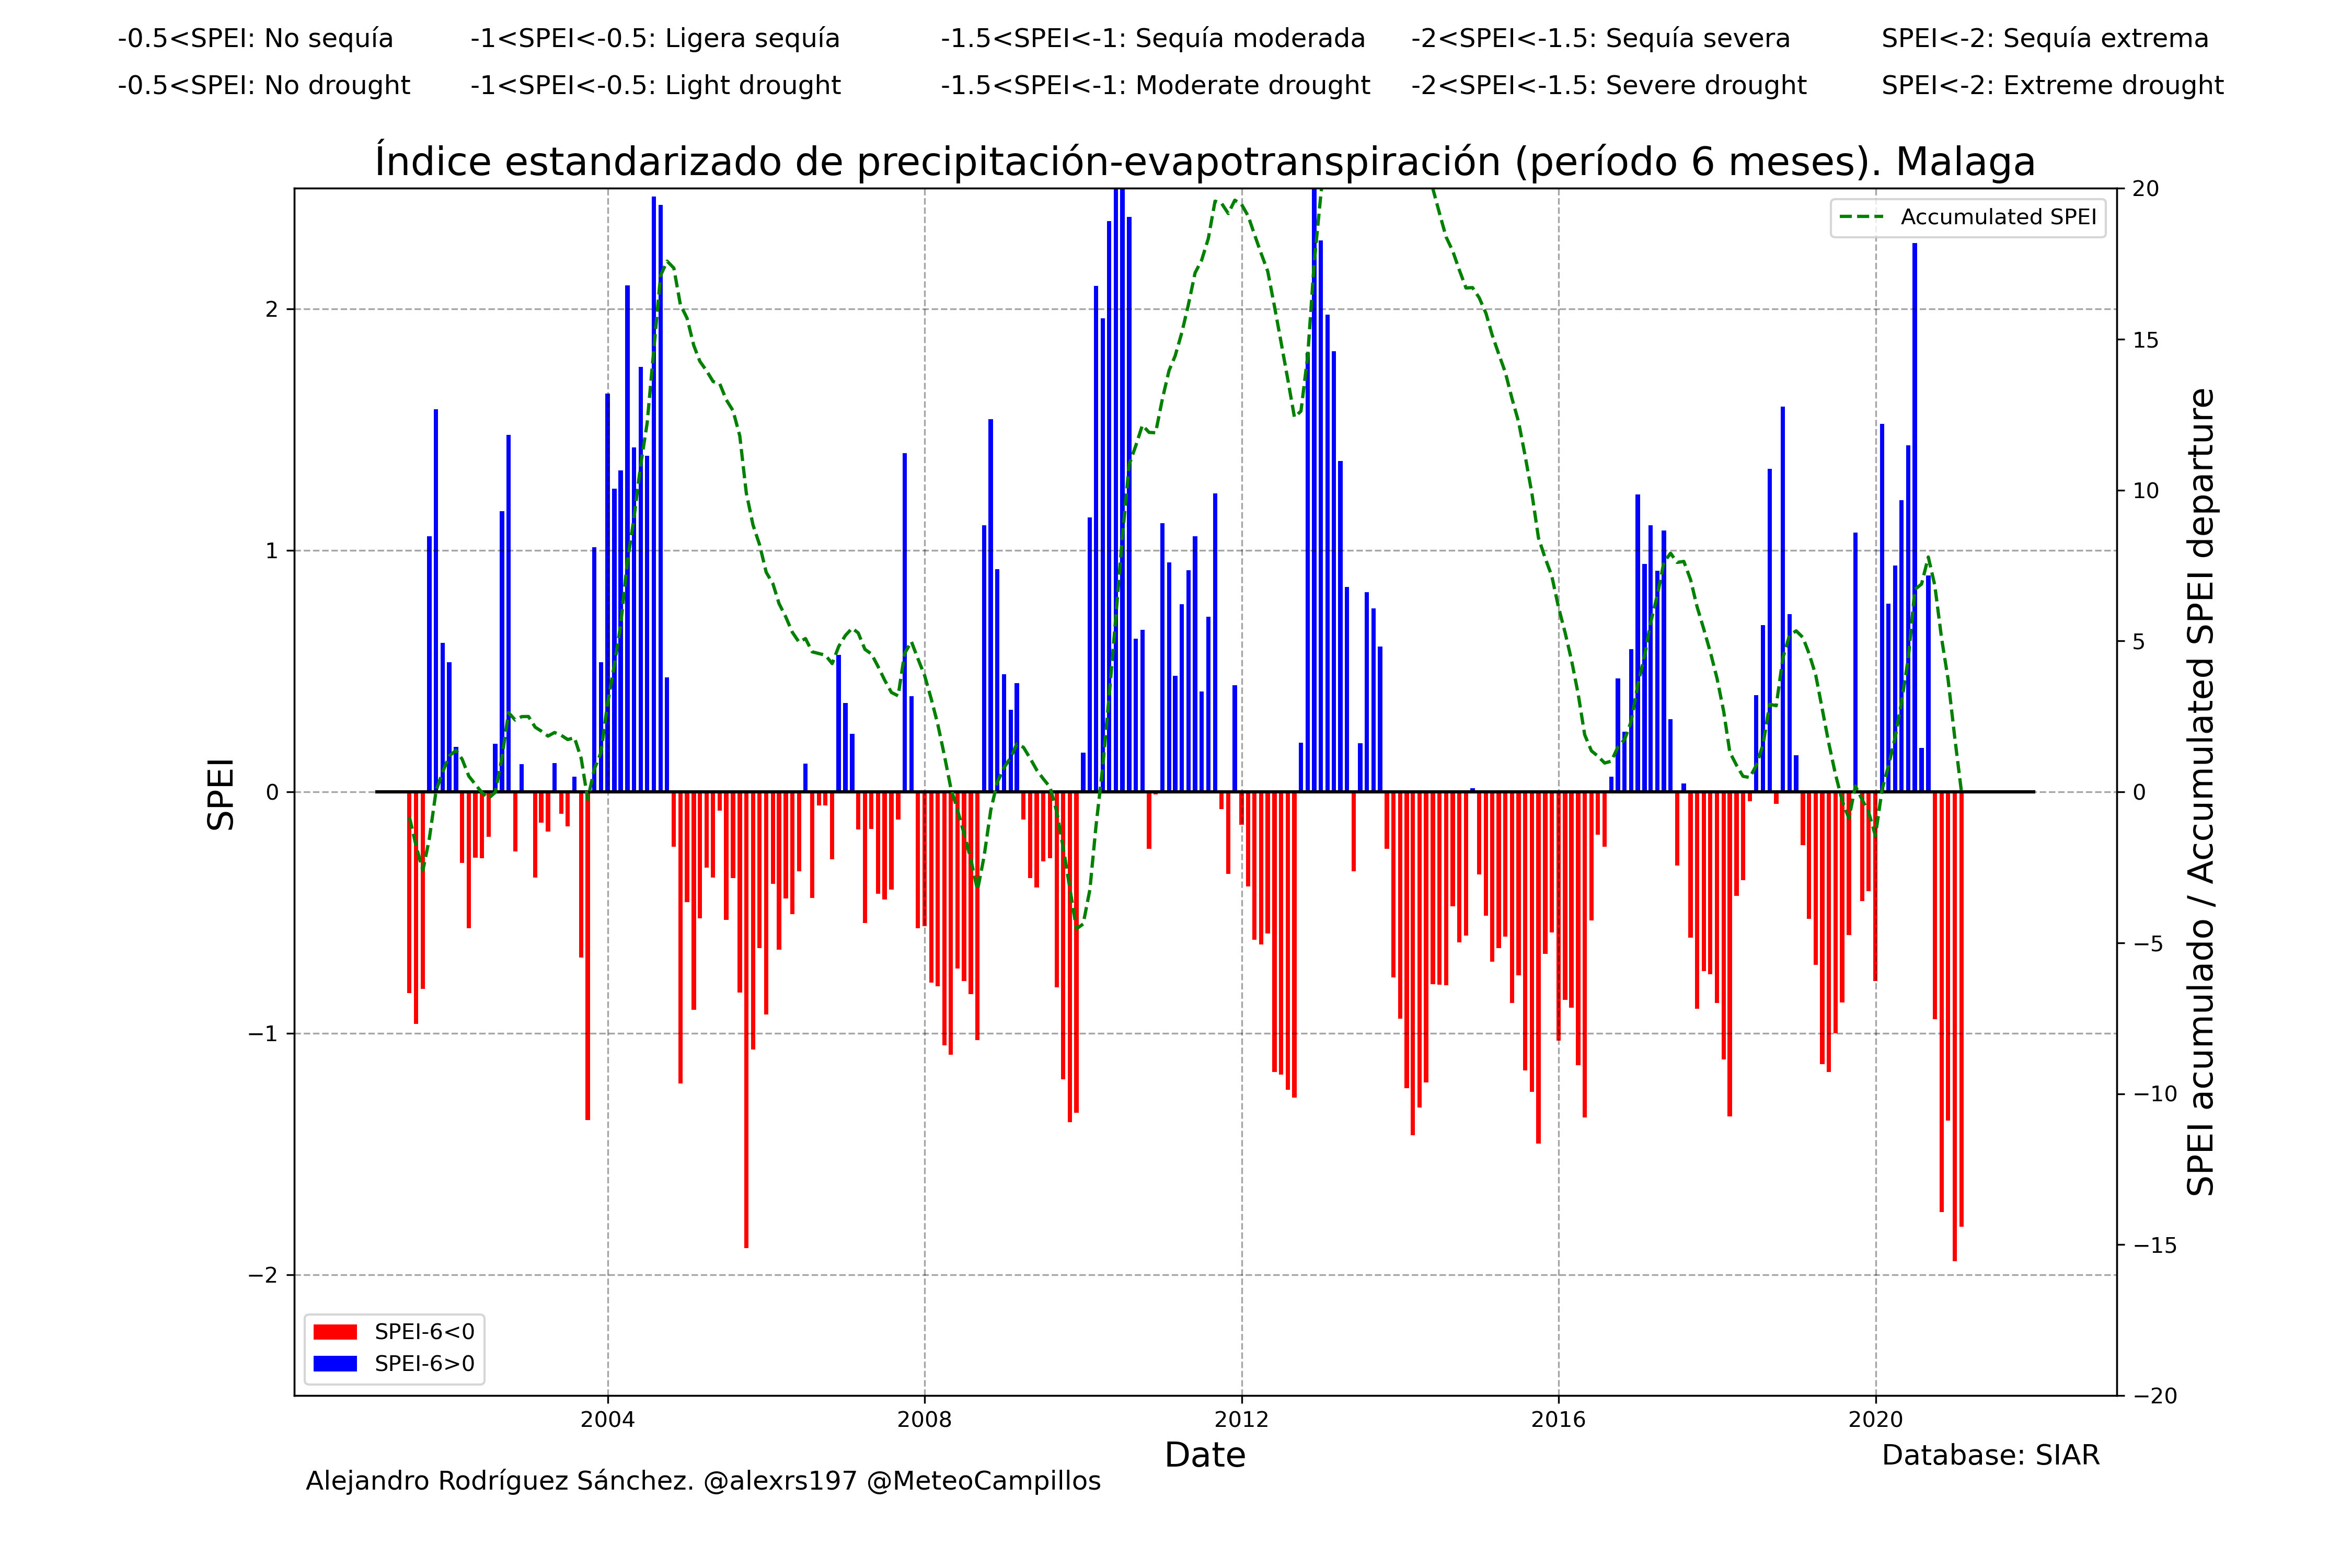 -0.5<SPEI: No sequía
-1<SPEI<-0.5: Ligera sequía
-1.5<SPEI<-1: Sequía moderada
-2<SPEI<-1.5: Sequía severa
SPEI<-2: Sequía extrema
-0.5<SPEI: No drought
-1<SPEI<-0.5: Light drought
-1.5<SPEI<-1: Moderate drought
-2<SPEI<-1.5: Severe drought
SPEI<-2: Extreme drought
Índice estandarizado de precipitación-evapotranspiración (período 6 meses). Malaga
Accumulated SPEI
SPEI
2
1
0
−1
−2
20
15
10
5
0
−5
−10
−15
−20
SPEI acumulado / Accumulated SPEI departure
SPEI-6<0
SPEI-6>0
2004
2008
2012
2016
2020
Date
Database: SIAR
Alejandro Rodríguez Sánchez. @alexrs197 @MeteoCampillos